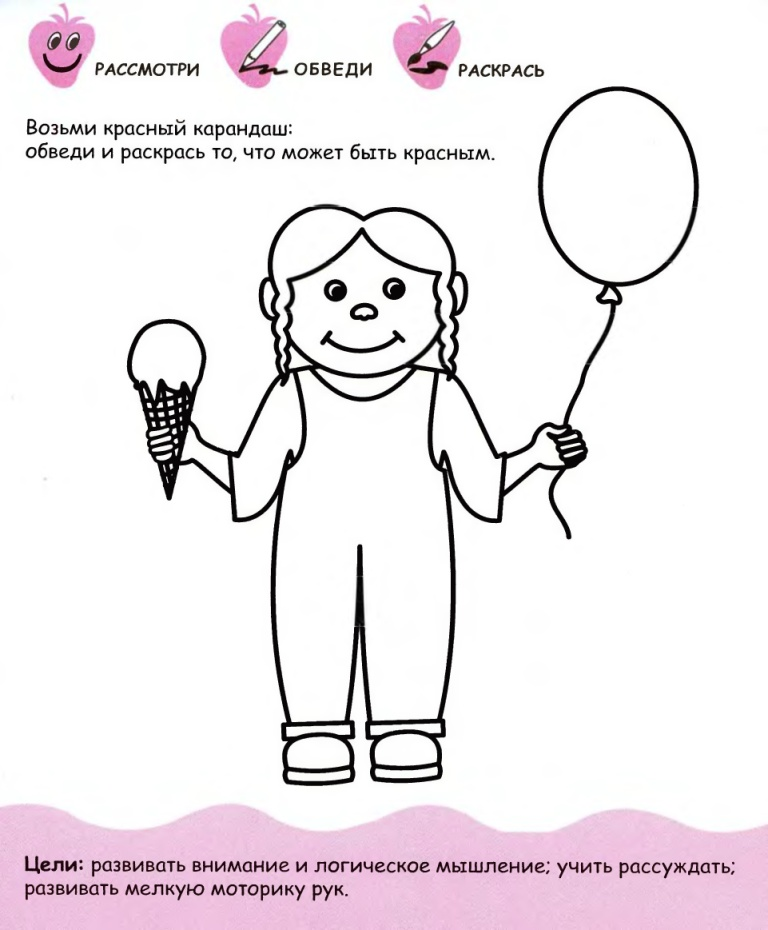 РАССМОТРИ ОБВЕДИ РАСКРАСЬ
Возьми красный карандаш:
обведи и раскрась то, что может быть красным.
Цели: развивать внимание и логическое мышление; учить рассуждать;
развивать мелкую моторику рук.